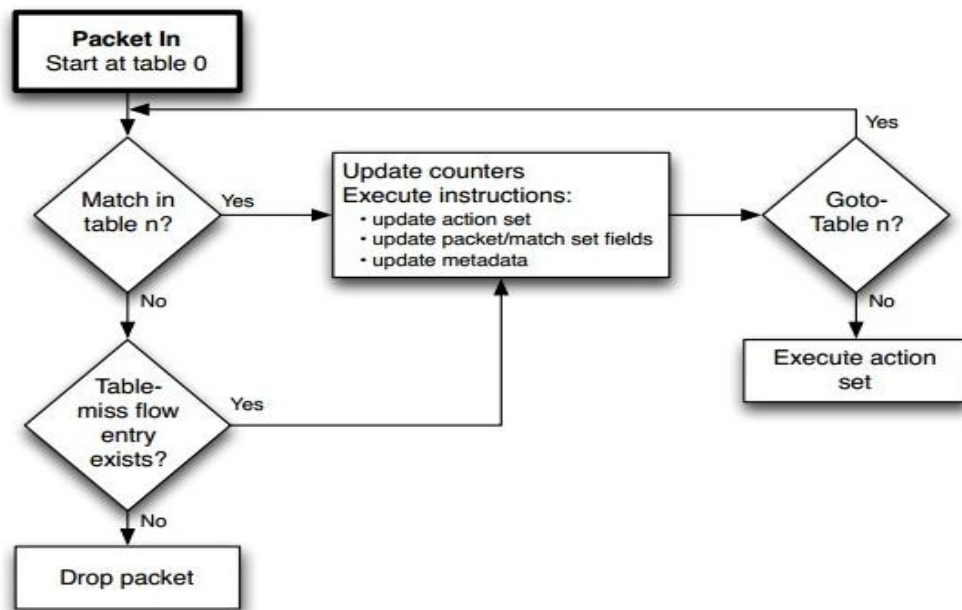 Packet In
Start at table 0
Yes
Match in
table n?
Yes
Update counters
Execute instructions:
• update action set
• update packet/match set fields
• update metadata
Goto-
Table n?
No
No
Execute action
set
Table-
miss flow
entry
exists?
Yes
No
Drop packet